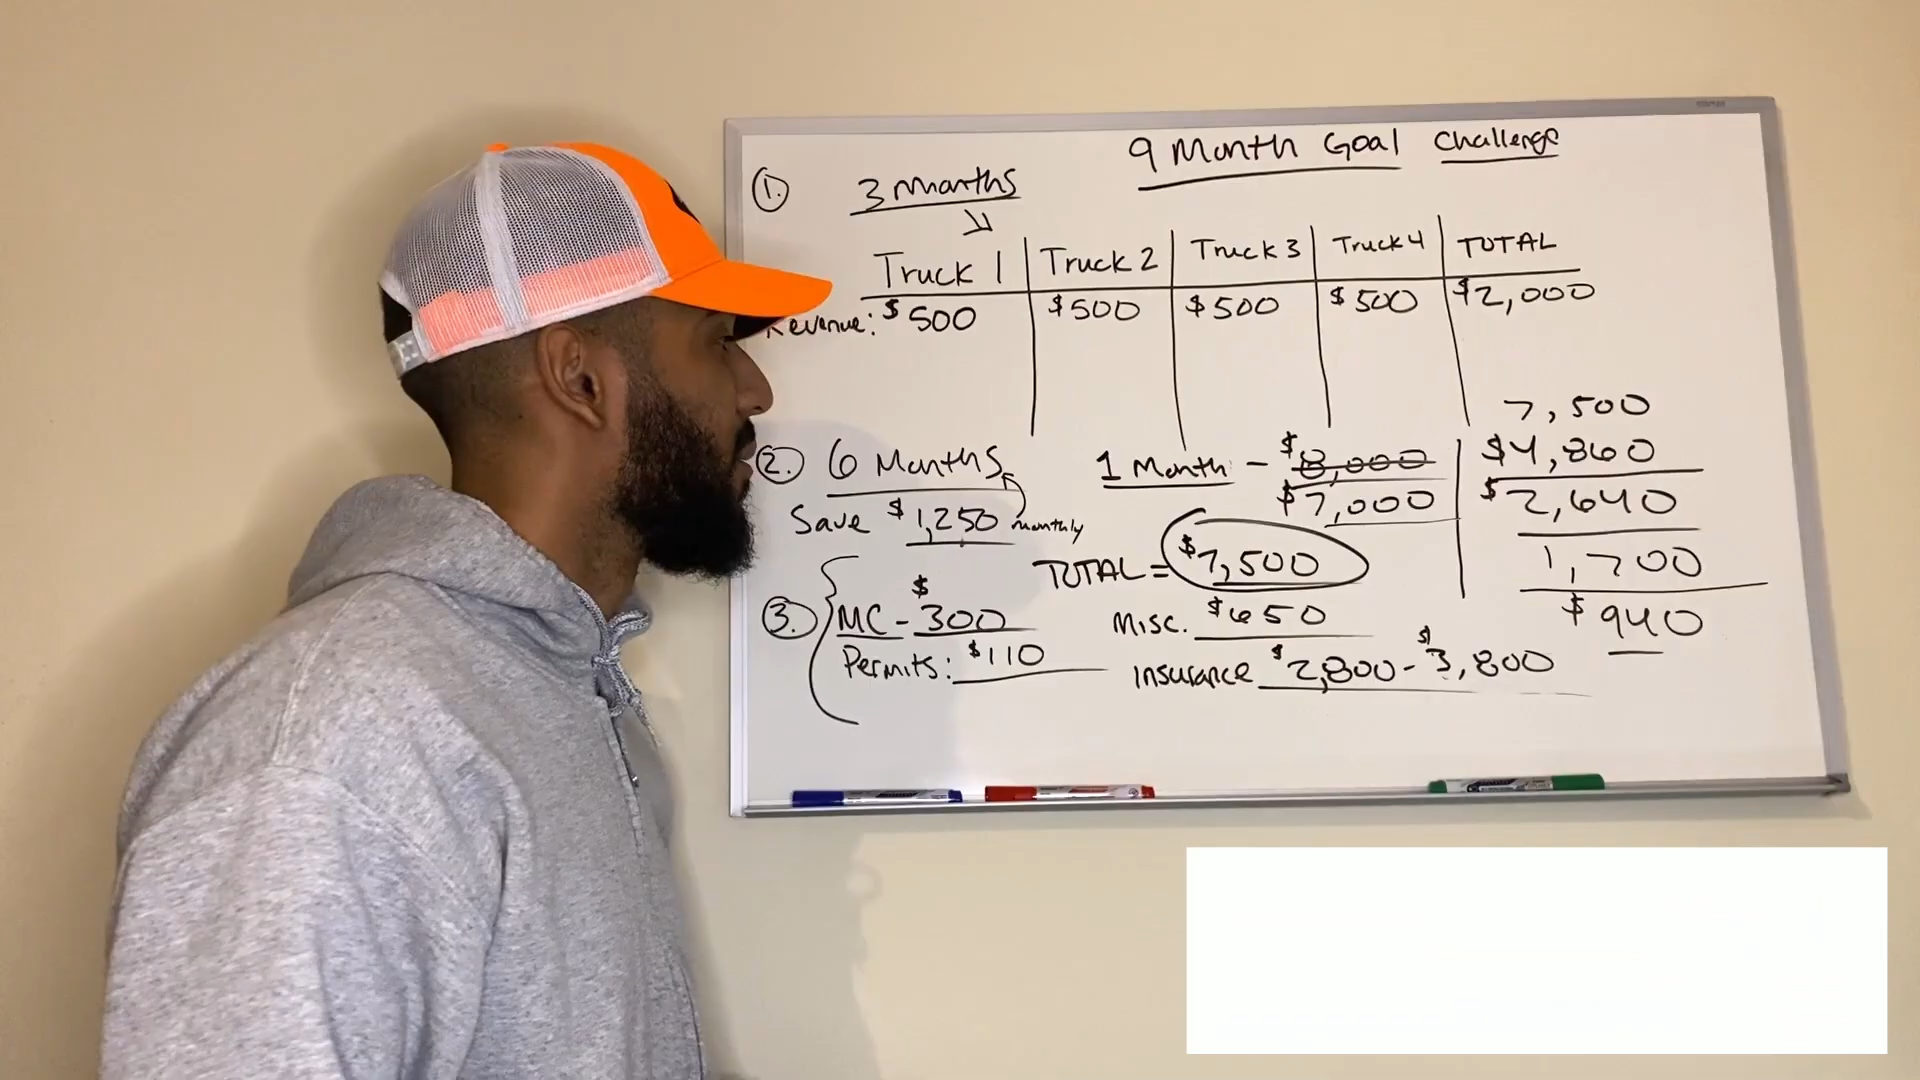 9 Month Goal Challenge
1. 3 Months
Truck 1 Truck 2 Truck 3 Truck 4 TOTAL
Revenue: $500 $500 $500 $500 $2,000
7,500
2. 6 Months 1 Month - $8,000 $4,860
$7,000 $2,640
Save $1,250 monthly
TOTAL = $7,500 1,700
3. MC - $300 Misc. $650 $940
Permits: $110 Insurance $2,800 - $3,800